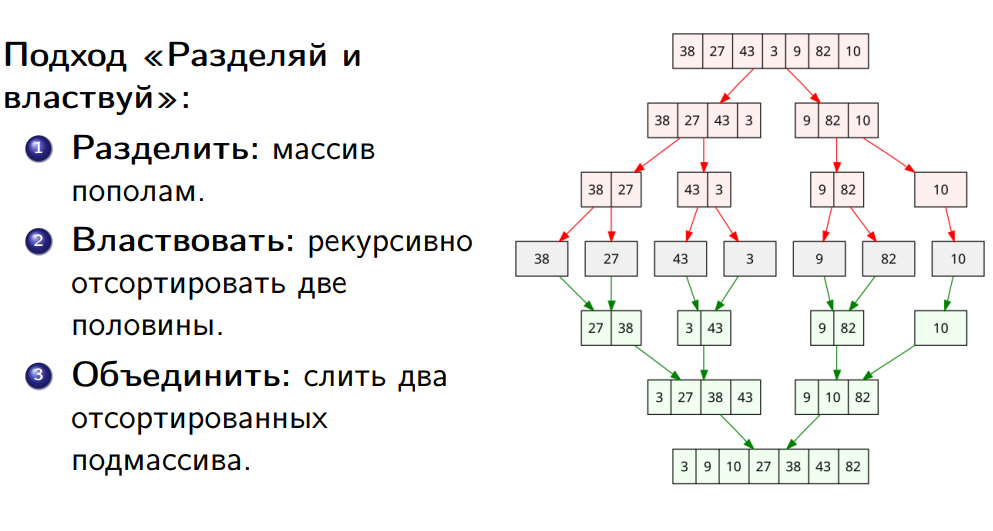 Подход «Разделяй и
властвуй»:
1 Разделить: массив
пополам.
2 Властвовать: рекурсивно
отсортировать две
половины.
3 Объединить: слить два
отсортированных
подмассива.
38 27 43 3 9 82 10
38 27 43 3 9 82 10
38 27 43 3 9 82 10
38 27 43 3 9 82 10
27 38 3 43 9 82 10
3 27 38 43 9 10 82
3 9 10 27 38 43 82